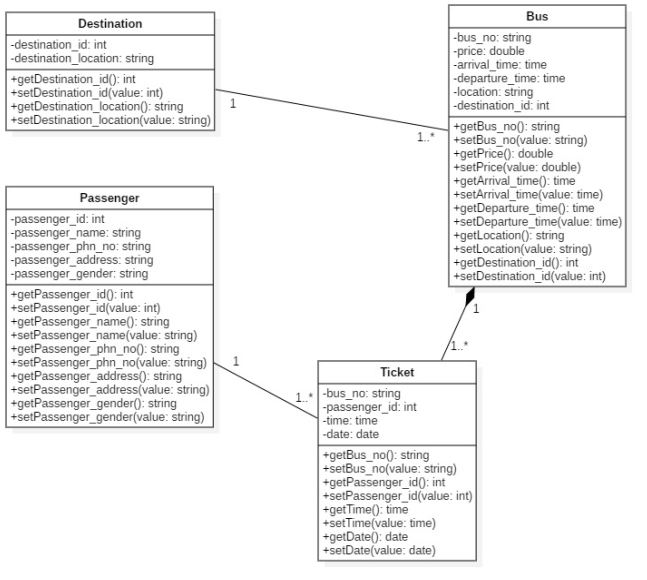 Destination
-destination_id: int
-destination_location: string
+getDestination_id(): int
+setDestination_id(value: int)
+getDestination_location(): string
+setDestination_location(value: string)
1
1..*
Bus
-bus_no: string
-price: double
-arrival_time: time
-departure_time: time
-location: string
-destination_id: int
+getBus_no(): string
+setBus_no(value: string)
+getPrice(): double
+setPrice(value: double)
+getArrival_time(): time
+setArrival_time(value: time)
+getDeparture_time(): time
+setDeparture_time(value: time)
+getLocation(): string
+setLocation(value: string)
+getDestination_id(): int
+setDestination_id(value: int)
1
1..*
Passenger
-passenger_id: int
-passenger_name: string
-passenger_phn_no: string
-passenger_address: string
-passenger_gender: string
+getPassenger_id(): int
+setPassenger_id(value: int)
+getPassenger_name(): string
+setPassenger_name(value: string)
+getPassenger_phn_no(): string
+setPassenger_phn_no(value: string)
+getPassenger_address(): string
+setPassenger_address(value: string)
+getPassenger_gender(): string
+setPassenger_gender(value: string)
1
1..*
Ticket
-bus_no: string
-passenger_id: int
-time: time
-date: date
+getBus_no(): string
+setBus_no(value: string)
+getPassenger_id(): int
+setPassenger_id(value: int)
+getTime(): time
+setTime(value: time)
+getDate(): date
+setDate(value: date)